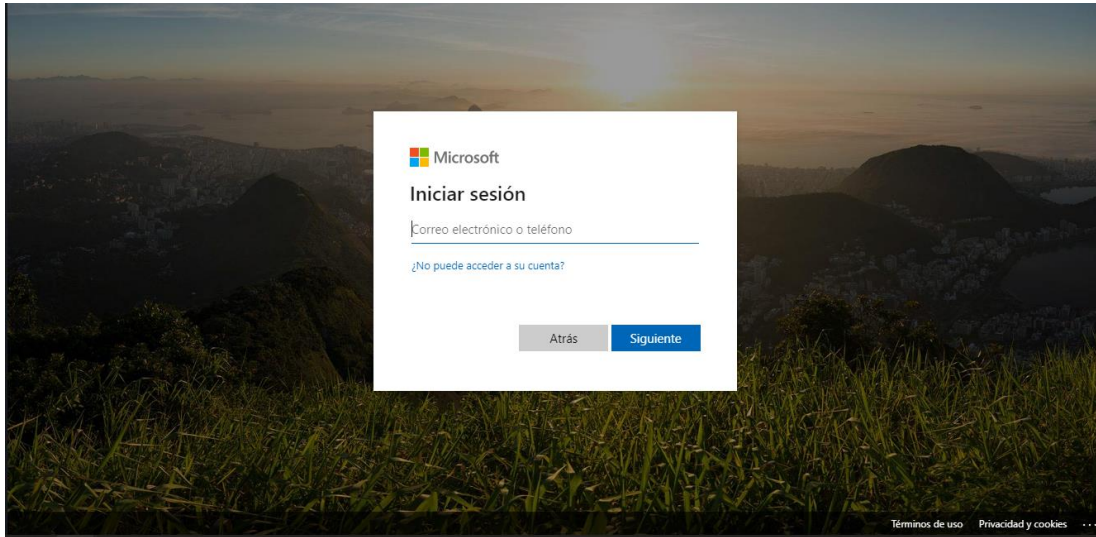 Microsoft
Iniciar sesión
Correo electrónico o teléfono
¿No puede acceder a su cuenta?
Atrás Siguiente
Términos de uso Privacidad y cookies ...